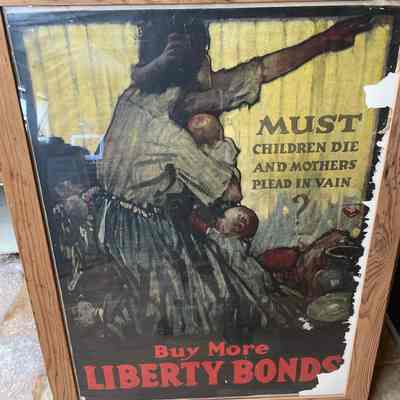 MUST
CHILDREN DIE
AND MOTHERS
PLEAD IN VAIN
?
Buy More
LIBERTY BONDS